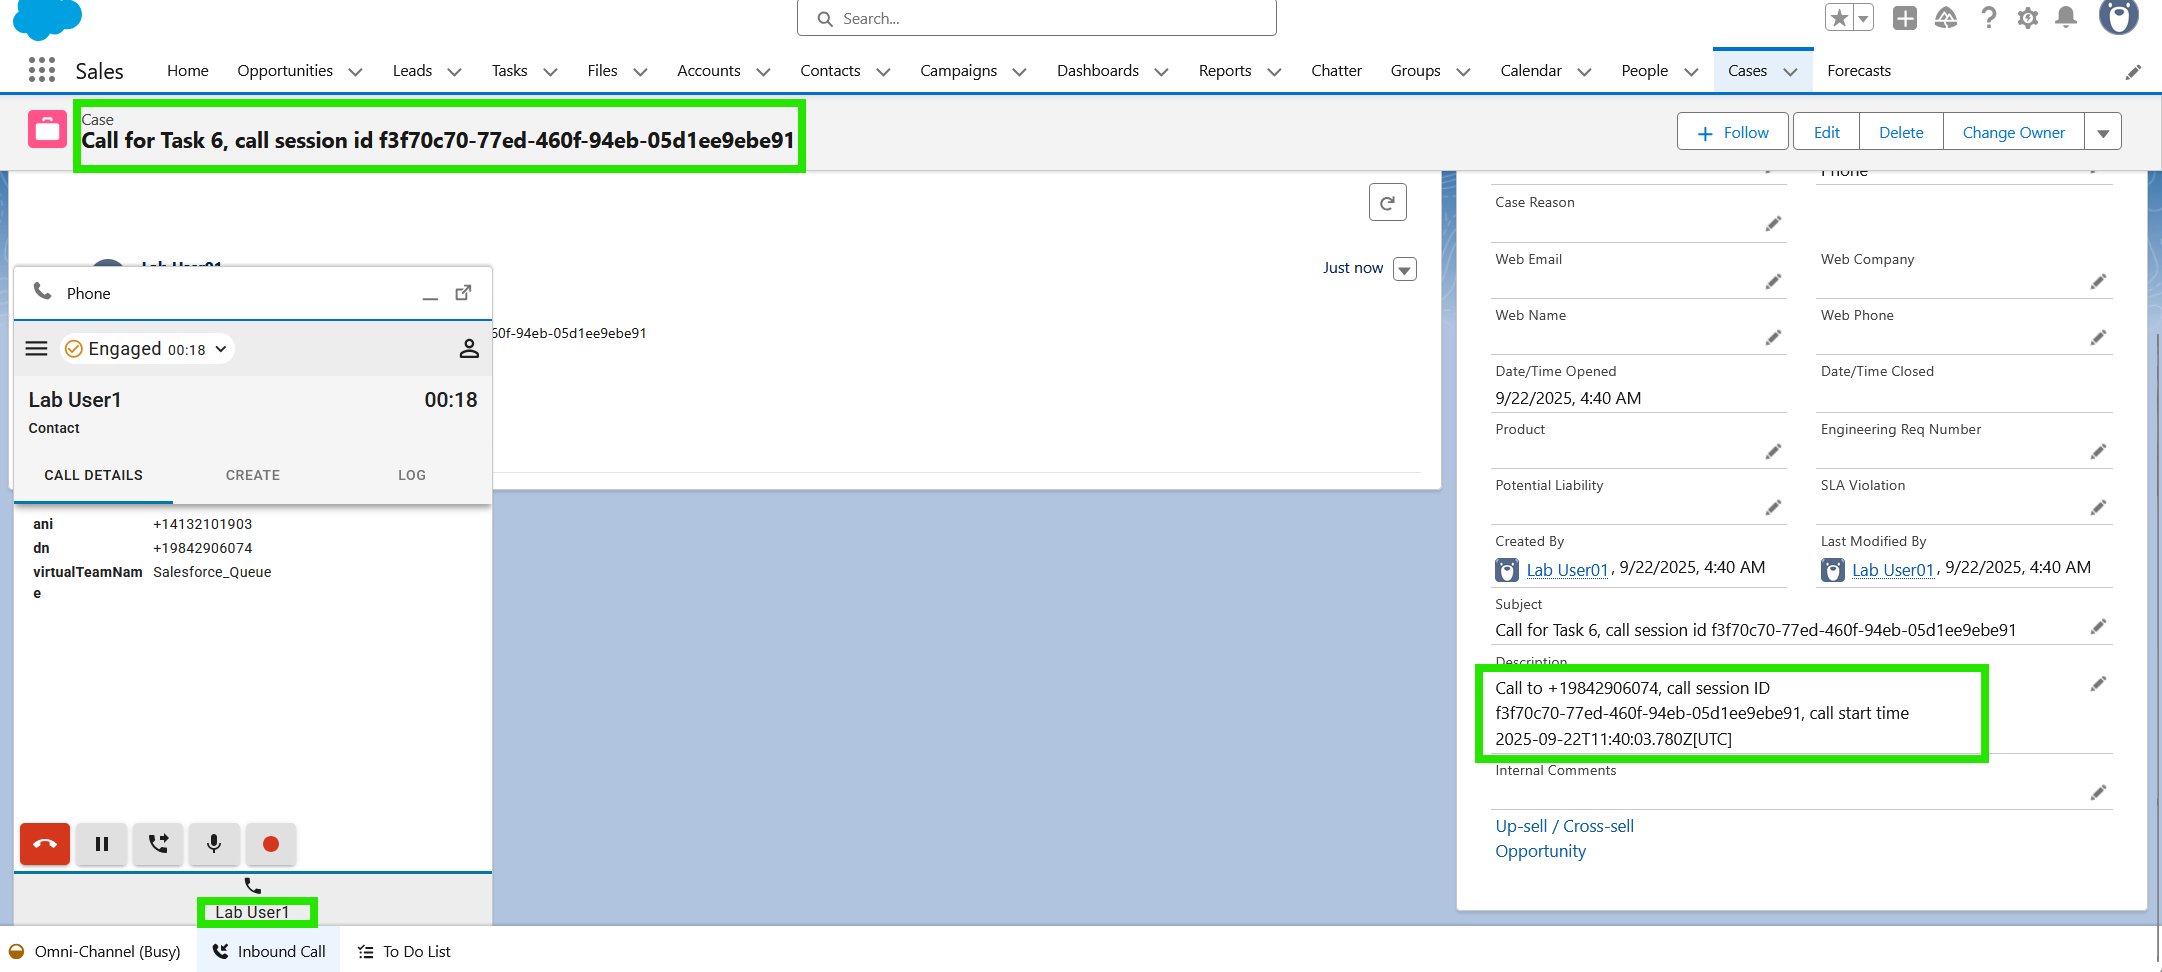 Search...
Sales
Home
Opportunities
Leads
Tasks
Files
Accounts
Contacts
Campaigns
Dashboards
Reports
Chatter
Groups
Calendar
People
Cases
Forecasts
Case
Call for Task 6, call session id f3f70c70-77ed-460f-94eb-05d1ee9ebe91
Follow
Edit
Delete
Change Owner
Lab User01
Just now
60f-94eb-05d1ee9ebe91
Phone
Engaged 00:18
Lab User1
00:18
Contact
CALL DETAILS
CREATE
LOG
ani +14132101903
dn +19842906074
virtualTeamNam Salesforce_Queue
e
Lab User1
Omni-Channel (Busy)
Inbound Call
To Do List
Phone
Case Reason
Web Email
Web Company
Web Name
Web Phone
Date/Time Opened
9/22/2025, 4:40 AM
Date/Time Closed
Product
Engineering Req Number
Potential Liability
SLA Violation
Created By
Lab User01, 9/22/2025, 4:40 AM
Last Modified By
Lab User01, 9/22/2025, 4:40 AM
Subject
Call for Task 6, call session id f3f70c70-77ed-460f-94eb-05d1ee9ebe91
Description
Call to +19842906074, call session ID
f3f70c70-77ed-460f-94eb-05d1ee9ebe91, call start time
2025-09-22T11:40:03.780Z[UTC]
Internal Comments
Up-sell / Cross-sell
Opportunity